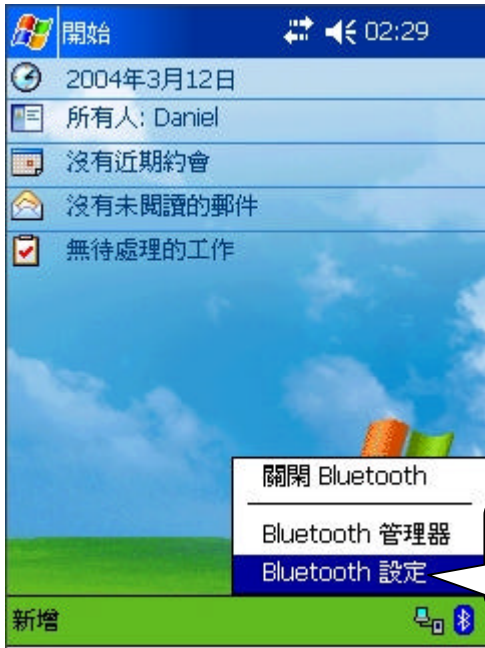 開始 02:29
2004年3月12日
所有人: Daniel
沒有近期約會
沒有未閱讀的郵件
無待處理的工作
關閉 Bluetooth
Bluetooth 管理器
Bluetooth 設定
新增